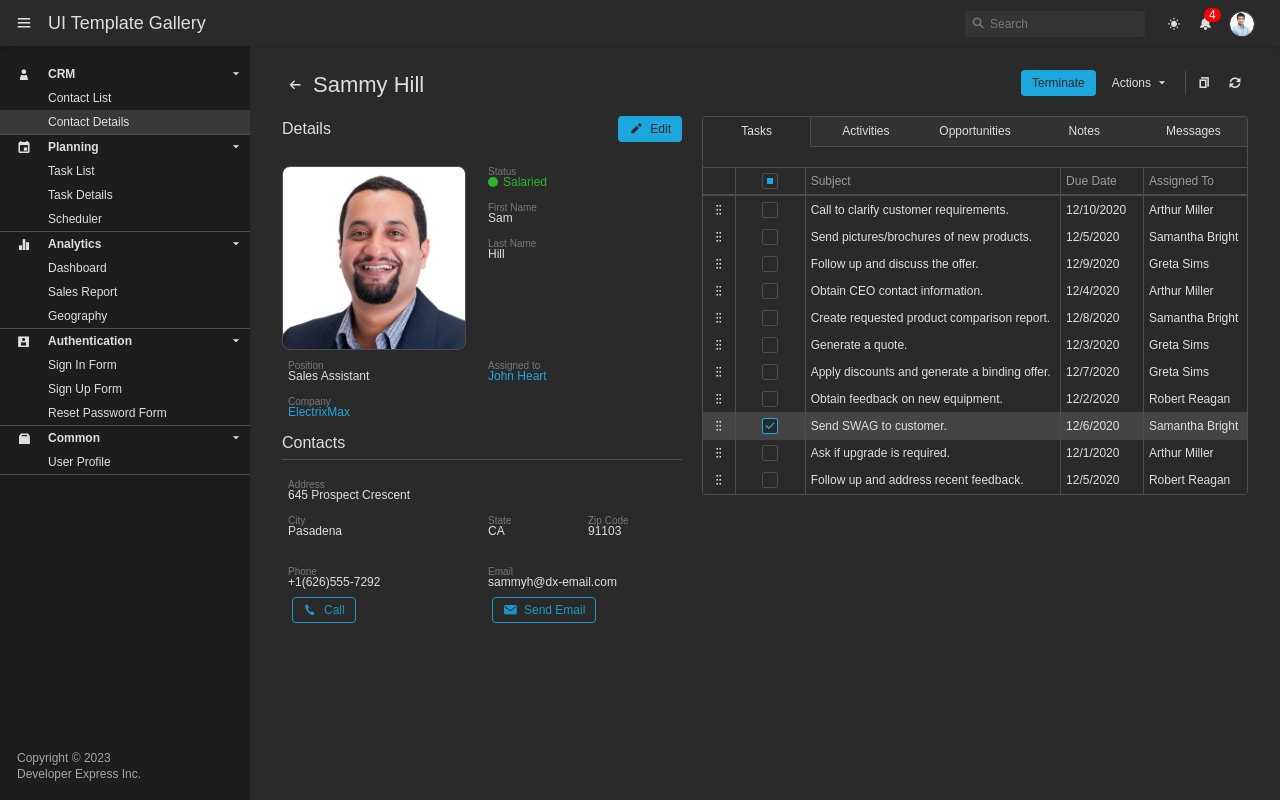 UI Template Gallery
Search
4
CRM
Contact List
Contact Details
Planning
Task List
Task Details
Scheduler
Analytics
Dashboard
Sales Report
Geography
Authentication
Sign In Form
Sign Up Form
Reset Password Form
Common
User Profile
Copyright © 2023
Developer Express Inc.
Sammy Hill
Terminate
Actions
Details
Edit
Status
Salaried
First Name
Sam
Last Name
Hill
Position
Sales Assistant
Assigned to
John Heart
Company
ElectrixMax
Contacts
Address
645 Prospect Crescent
City
Pasadena
State
CA
Zip Code
91103
Phone
+1(626)555-7292
Email
sammyh@dx-email.com
Call
Send Email
Tasks Activities Opportunities Notes Messages
Subject Due Date Assigned To
Call to clarify customer requirements. 12/10/2020 Arthur Miller
Send pictures/brochures of new products. 12/5/2020 Samantha Bright
Follow up and discuss the offer. 12/9/2020 Greta Sims
Obtain CEO contact information. 12/4/2020 Arthur Miller
Create requested product comparison report. 12/8/2020 Samantha Bright
Generate a quote. 12/3/2020 Greta Sims
Apply discounts and generate a binding offer. 12/7/2020 Greta Sims
Obtain feedback on new equipment. 12/2/2020 Robert Reagan
Send SWAG to customer. 12/6/2020 Samantha Bright
Ask if upgrade is required. 12/1/2020 Arthur Miller
Follow up and address recent feedback. 12/5/2020 Robert Reagan